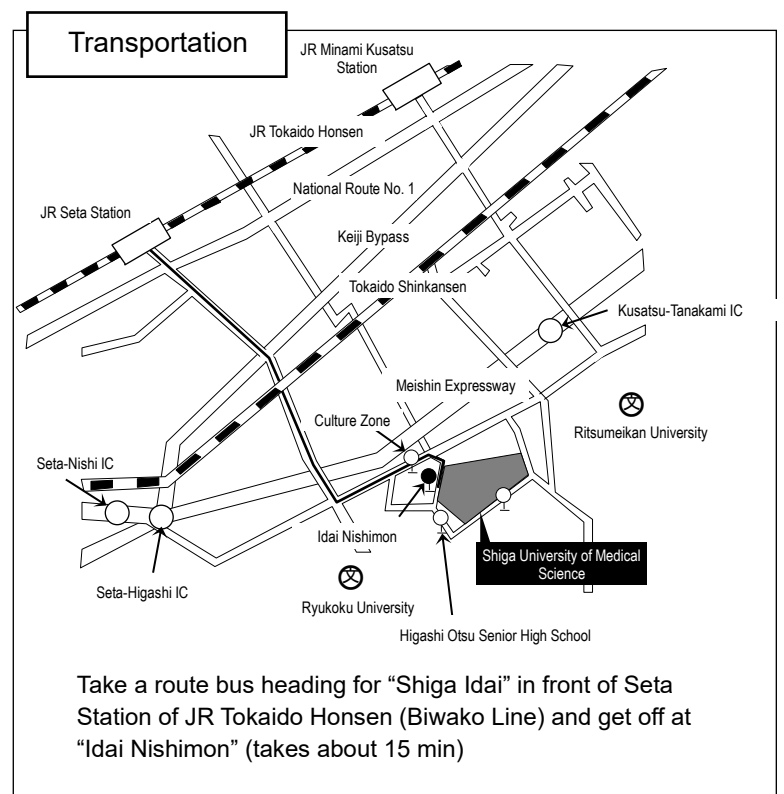 Transportation
JR Minami Kusatsu
Station
JR Tokaido Honsen
National Route No. 1
JR Seta Station
Keiji Bypass
Tokaido Shinkansen
Kusatsu-Tanakami IC
Meishin Expressway
文
Culture Zone
Ritsumeikan University
Seta-Nishi IC
Idai Nishimon
Shiga University of Medical
Science
文
Seta-Higashi IC
Ryukoku University
Higashi Otsu Senior High School
Take a route bus heading for “Shiga Idai” in front of Seta
Station of JR Tokaido Honsen (Biwako Line) and get off at
“Idai Nishimon” (takes about 15 min)